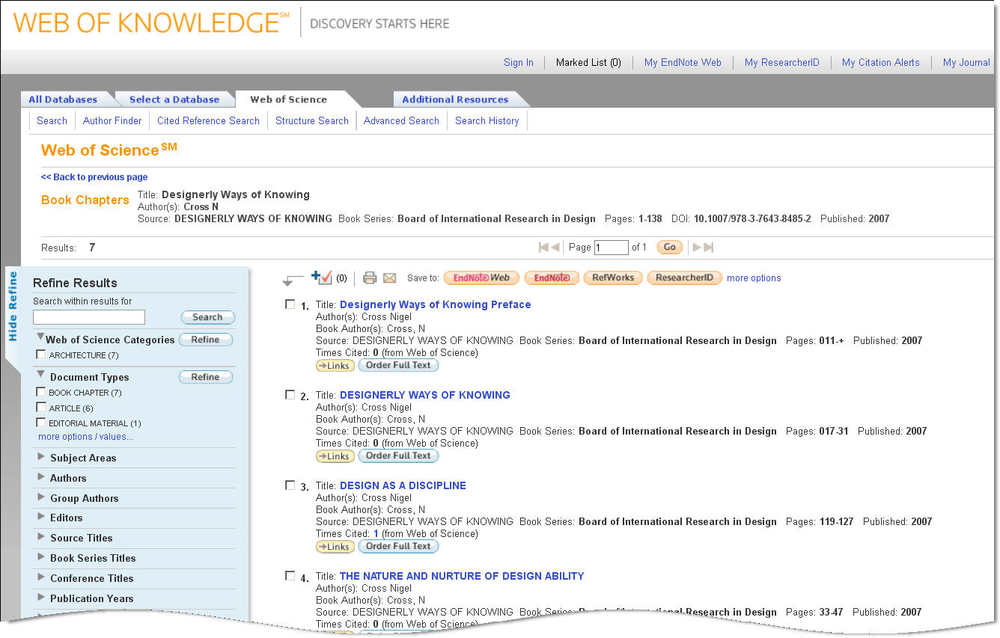 WEB OF KNOWLEDGE SM DISCOVERY STARTS HERE
Sign In Marked List (0) My EndNote Web My ResearcherID My Citation Alerts My Journal
All Databases Select a Database Web of Science Additional Resources
Search Author Finder Cited Reference Search Structure Search Advanced Search Search History
Web of Science SM
<< Back to previous page
Book Chapters
Title: Designerly Ways of Knowing
Author(s): Cross N
Source: DESIGNERLY WAYS OF KNOWING Book Series: Board of International Research in Design Pages: 1-138 DOI: 10.1007/978-3-7643-8485-2 Published: 2007
Results: 7 Page 1 of 1 Go
Hide Refine
Refine Results
Search within results for
Search
Web of Science Categories Refine
ARCHITECTURE (7)
Document Types Refine
BOOK CHAPTER (7)
ARTICLE (6)
EDITORIAL MATERIAL (1)
more options / values...
Subject Areas
Authors
Group Authors
Editors
Source Titles
Book Series Titles
Conference Titles
Publication Years
(0) Save to: EndNote Web EndNote RefWorks ResearcherID more options
1. Title: Designerly Ways of Knowing Preface
Author(s): Cross Nigel
Book Author(s): Cross, N
Source: DESIGNERLY WAYS OF KNOWING Book Series: Board of International Research in Design Pages: 011-+ Published: 2007
Times Cited: 0 (from Web of Science)
Links Order Full Text
2. Title: DESIGNERLY WAYS OF KNOWING
Author(s): Cross Nigel
Book Author(s): Cross, N
Source: DESIGNERLY WAYS OF KNOWING Book Series: Board of International Research in Design Pages: 017-31 Published: 2007
Times Cited: 0 (from Web of Science)
Links Order Full Text
3. Title: DESIGN AS A DISCIPLINE
Author(s): Cross Nigel
Book Author(s): Cross, N
Source: DESIGNERLY WAYS OF KNOWING Book Series: Board of International Research in Design Pages: 119-127 Published: 2007
Times Cited: 1 (from Web of Science)
Links Order Full Text
4. Title: THE NATURE AND NURTURE OF DESIGN ABILITY
Author(s): Cross Nigel
Book Author(s): Cross, N
Source: DESIGNERLY WAYS OF KNOWING Book Series: Board of International Research in Design Pages: 33-47 Published: 2007
Times Cited: 0 (from Web of Science)